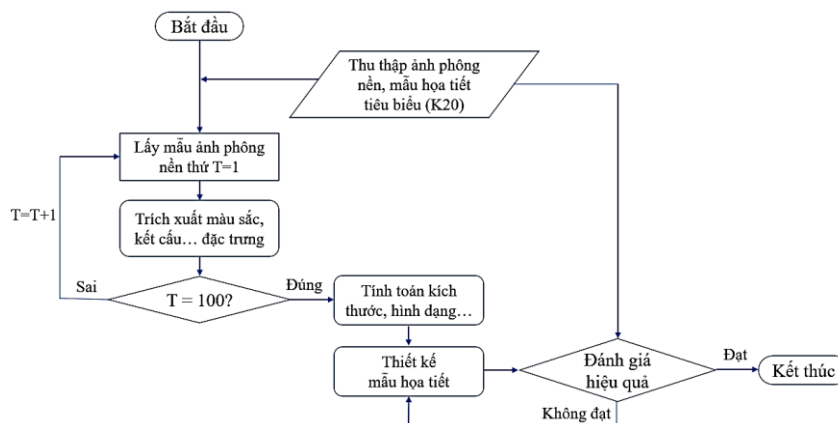 Bắt đầu
Thu thập ảnh phông
nền, mẫu họa tiết
tiêu biểu (K20)
Lấy mẫu ảnh phông
nền thứ T=1
T=T+1
Trích xuất màu sắc,
kết cấu... đặc trưng
Sai
T = 100?
Đúng
Tính toán kích
thước, hình dạng...
Thiết kế
mẫu họa tiết
Đánh giá
hiệu quả
Đạt
Kết thúc
Không đạt